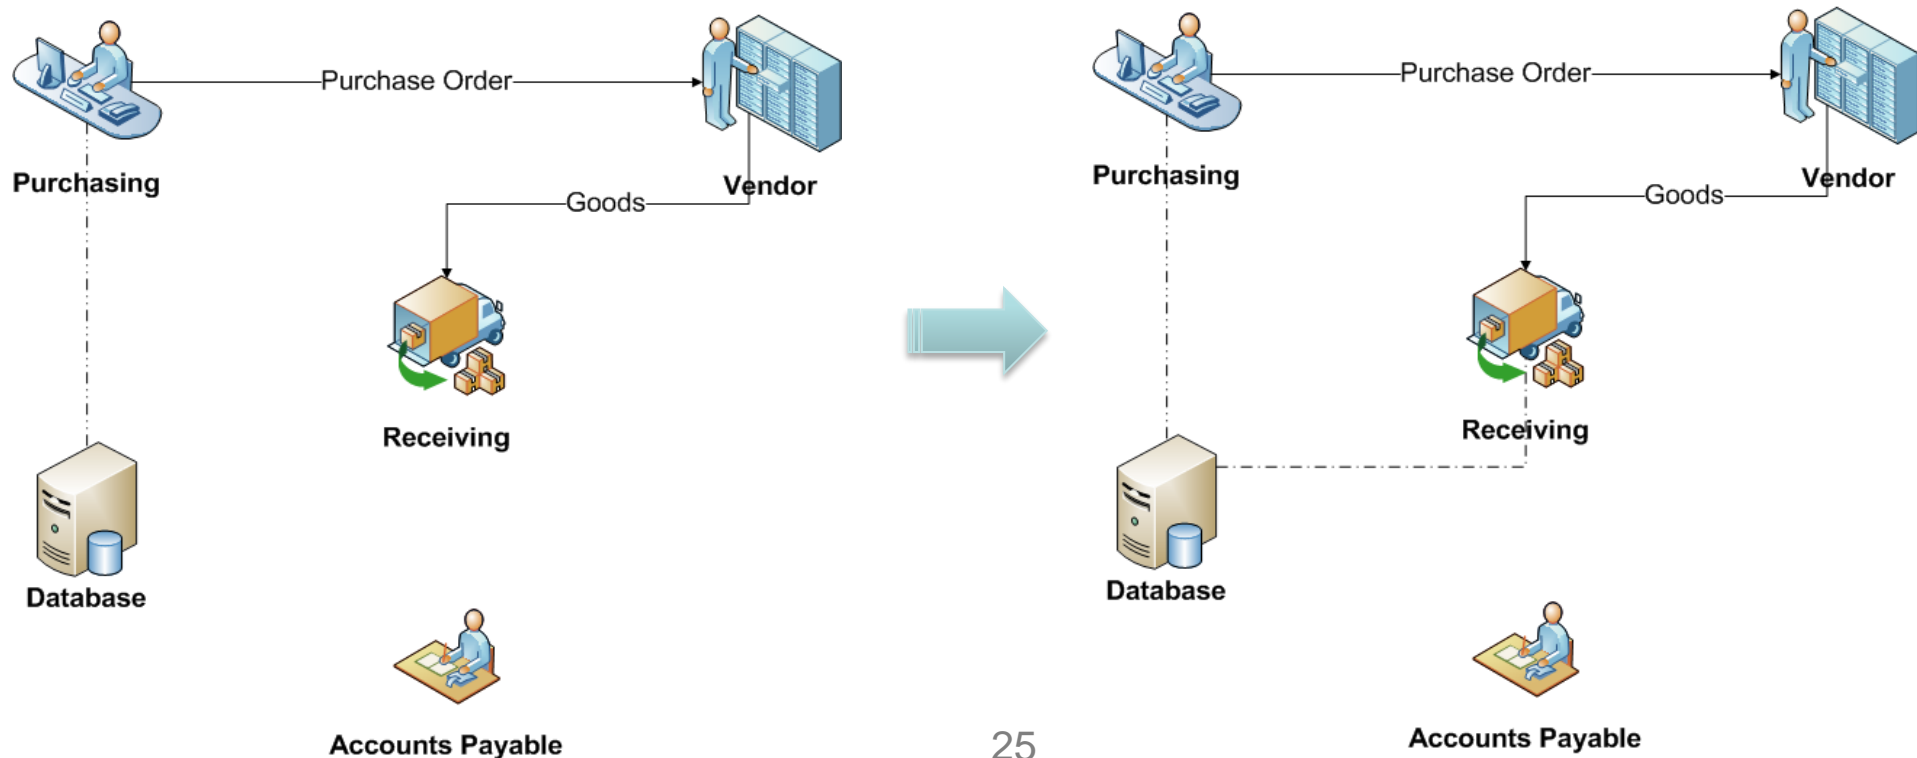 Purchase Order
Purchasing
Vendor
Goods
Receiving
Database
Accounts Payable
Purchase Order
Purchasing
Vendor
Goods
Receiving
Database
Accounts Payable
25